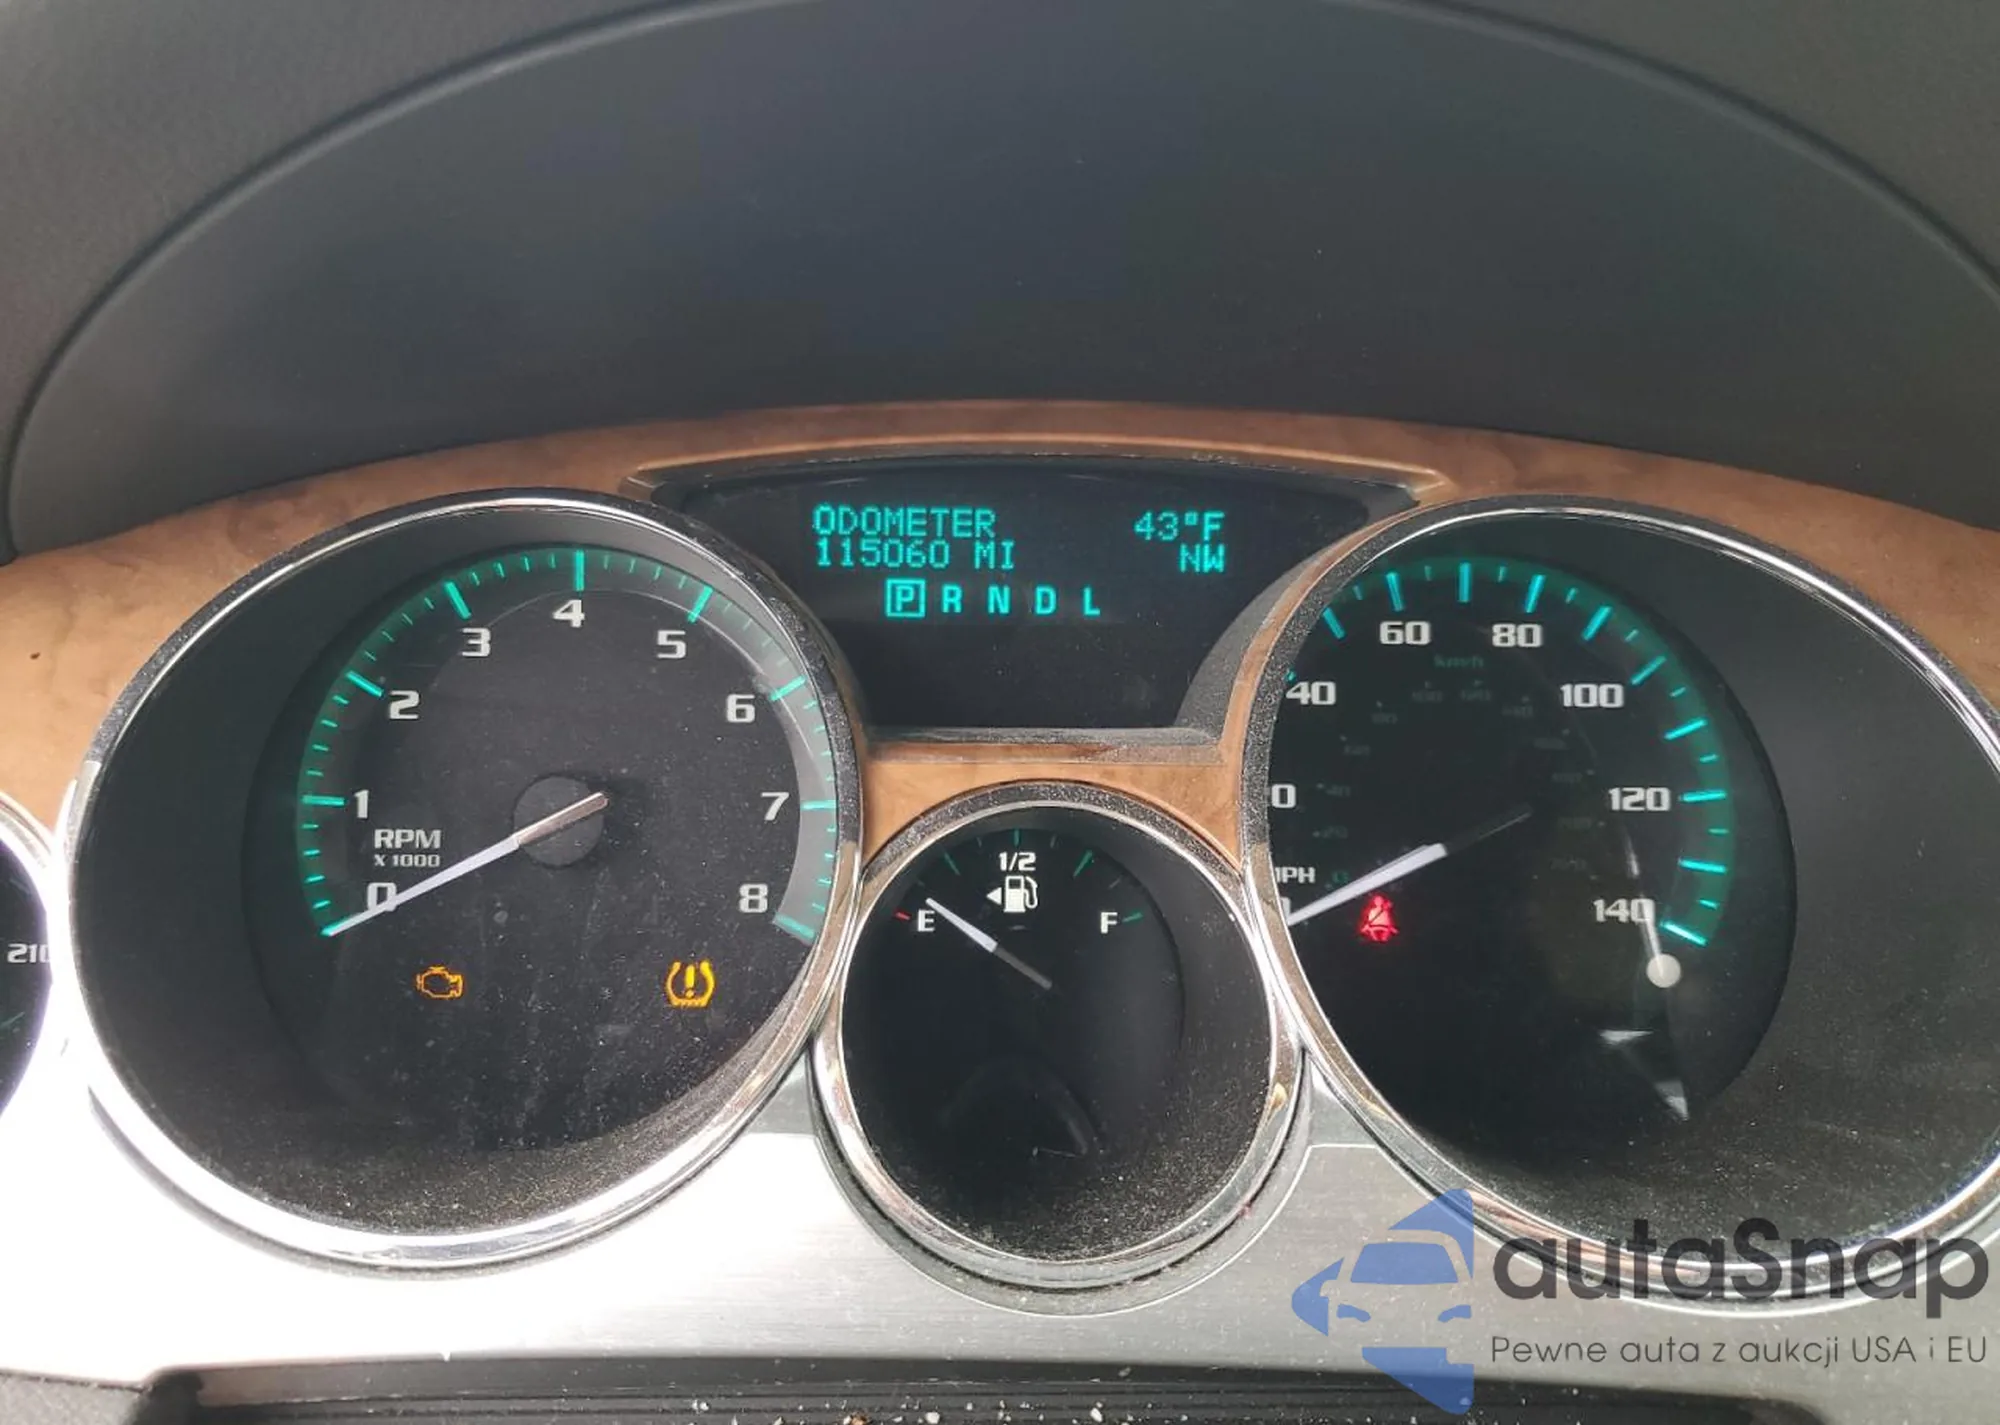 ODOMETER 43°F
115060 MI NW
P R N D L
0 1 2 3 4 5 6 7 8
RPM
X 1000
210
1/2
E F
40 60 80 100 120 140
km/h
autaSnap
Pewne auta z aukcji USA i EU